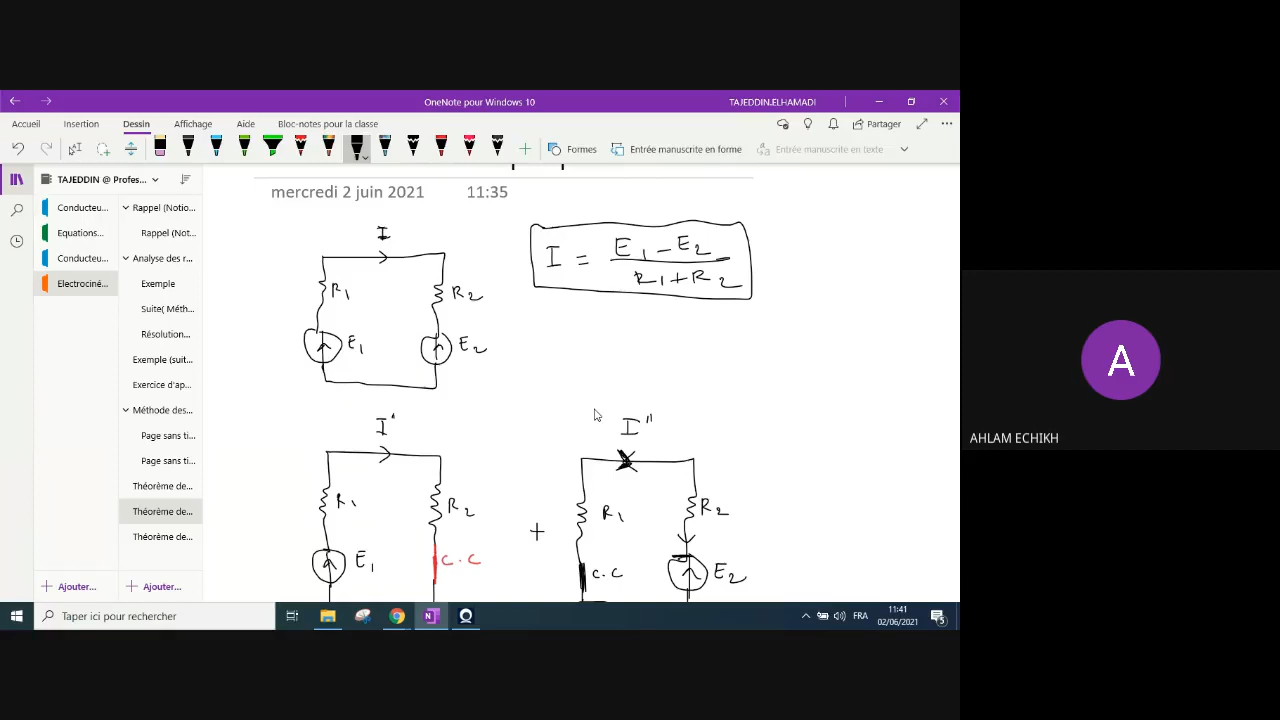 OneNote pour Windows 10
TAJEDDIN.ELHAMADI
Accueil Insertion Dessin Affichage Aide Bloc-notes pour la classe
Partager
Formes
Entrée manuscrite en forme
Entrée manuscrite en texte
TAJEDDIN @ Profes...
Conducteu...
Equations...
Conducteu...
Electrociné...
Rappel (Notio...
Rappel (Not...
Analyse des r...
Exemple
Suite( Méth...
Résolution...
Exemple (suit...
Exercice d'ap...
Méthode des...
Page sans ti...
Page sans ti...
Théorème de...
Théorème de...
Théorème de...
Ajouter...
Ajouter...
mercredi 2 juin 2021 11:35
I
R1
R2
E1
E2
I = E1 - E2 / R1 + R2
I'
R1
R2
E1
C.C
+
I"
R1
R2
C.C
E2
Taper ici pour rechercher
FRA
11:41
02/06/2021
5
A
AHLAM ECHIKH